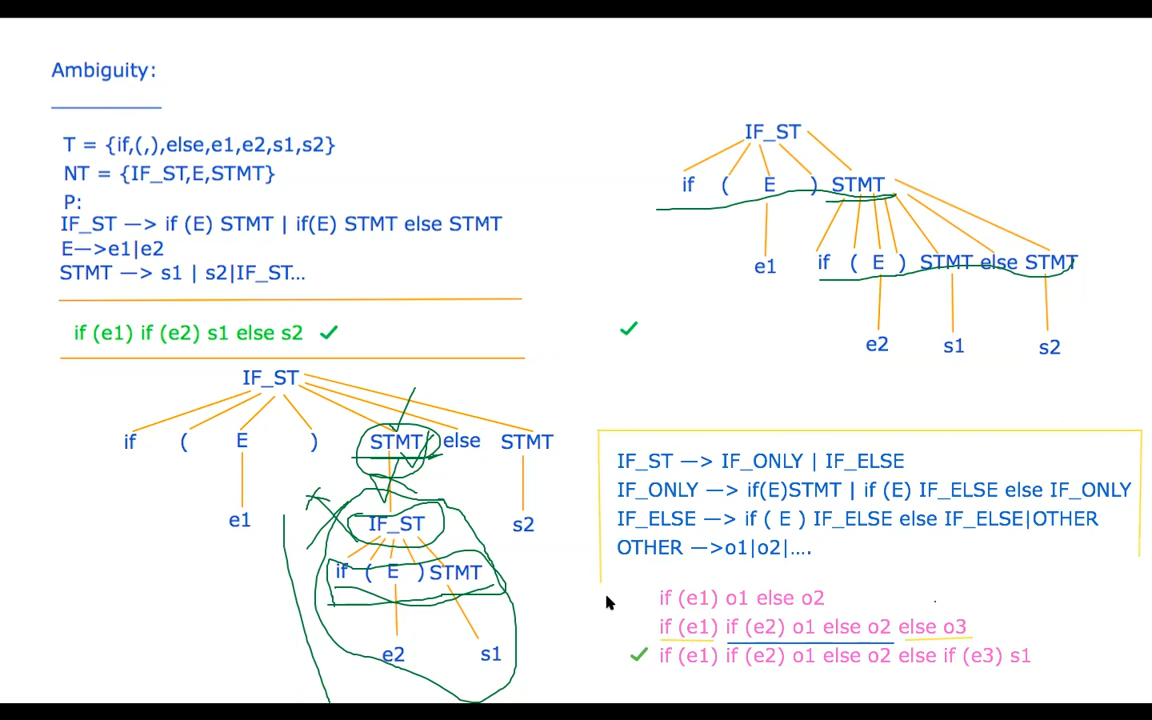 Ambiguity:
T = {if,(,),else,e1,e2,s1,s2}
NT = {IF_ST,E,STMT}
P:
IF_ST —> if (E) STMT | if(E) STMT else STMT
E—>e1|e2
STMT —> s1 | s2|IF_ST...
if (e1) if (e2) s1 else s2 ✓
IF_ST
if ( E ) STMT else STMT
e1 IF_ST s2
if ( E ) STMT
e2 s1
IF_ST
if ( E ) STMT
e1 if ( E ) STMT else STMT
e2 s1 s2
IF_ST —> IF_ONLY | IF_ELSE
IF_ONLY —> if(E)STMT | if (E) IF_ELSE else IF_ONLY
IF_ELSE —> if ( E ) IF_ELSE else IF_ELSE|OTHER
OTHER —>o1|o2|....
if (e1) o1 else o2
if (e1) if (e2) o1 else o2 else o3
✓ if (e1) if (e2) o1 else o2 else if (e3) s1